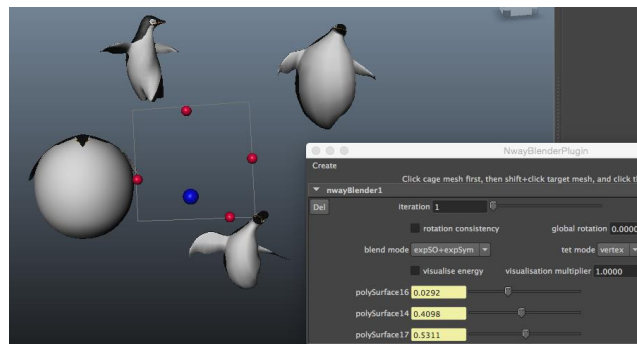 NwayBlenderPlugin
Create
Click cage mesh first, then shift+click target mesh, and click t
nwayBlender1
Del iteration 1
rotation consistency global rotation 0.0000
blend mode expSO+expSym tet mode vertex
visualise energy visualisation multiplier 1.0000
polySurface16 0.0292
polySurface14 0.4098
polySurface17 0.5311